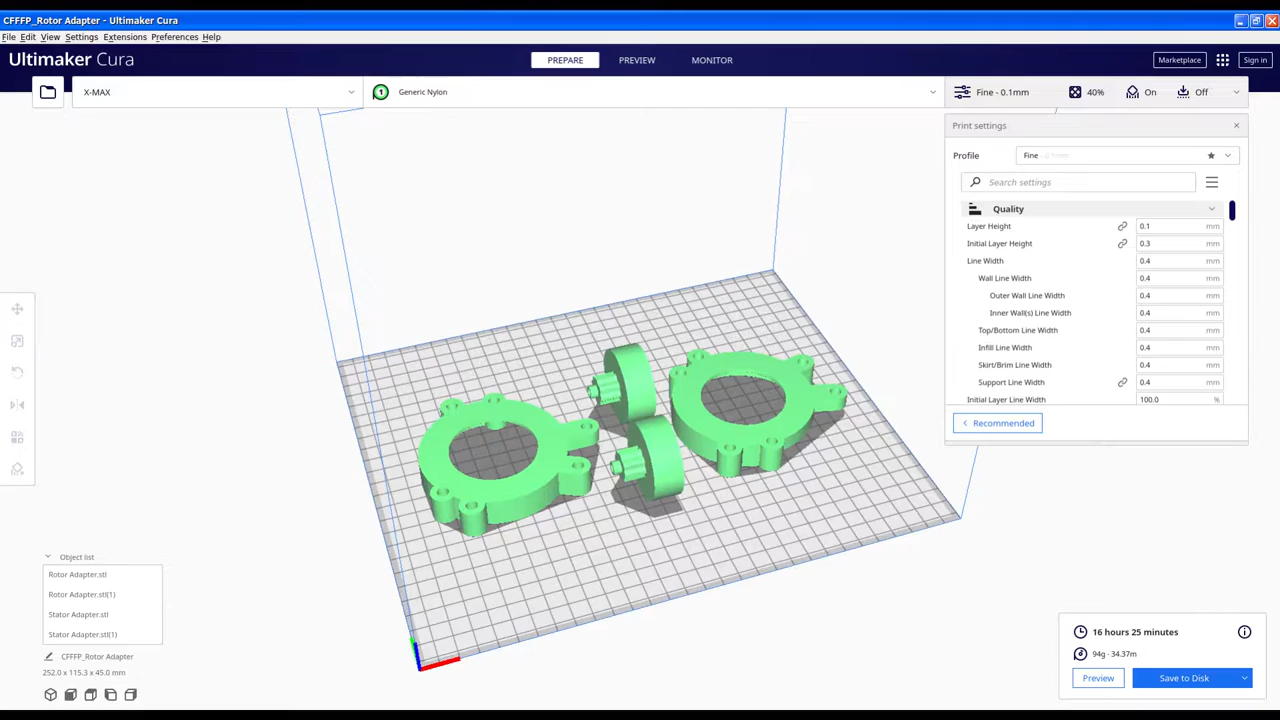 CFFFP_Rotor Adapter - Ultimaker Cura
File Edit View Settings Extensions Preferences Help
Ultimaker Cura
PREPARE
PREVIEW
MONITOR
Marketplace
Sign in
X-MAX
1
Generic Nylon
Fine - 0.1mm
40%
On
Off
Print settings
Profile
Fine - 0.1mm
Search settings
Quality
Layer Height 0.1 mm
Initial Layer Height 0.3 mm
Line Width 0.4 mm
Wall Line Width 0.4 mm
Outer Wall Line Width 0.4 mm
Inner Wall(s) Line Width 0.4 mm
Top/Bottom Line Width 0.4 mm
Infill Line Width 0.4 mm
Skirt/Brim Line Width 0.4 mm
Support Line Width 0.4 mm
Initial Layer Line Width 100.0 %
Recommended
Object list
Rotor Adapter.stl
Rotor Adapter.stl(1)
Stator Adapter.stl
Stator Adapter.stl(1)
CFFFP_Rotor Adapter
252.0 x 115.3 x 45.0 mm
16 hours 25 minutes
94g · 34.37m
Preview
Save to Disk